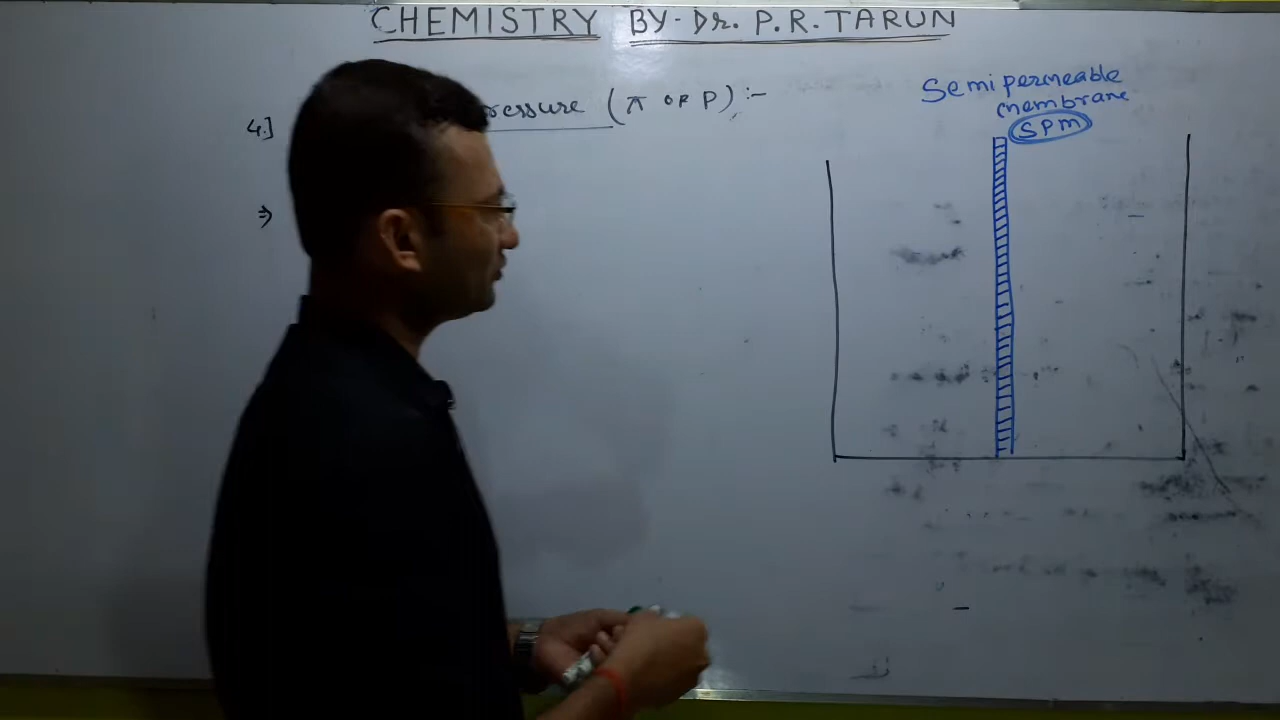 CHEMISTRY BY- Dr. P.R. TARUN
4.] ressure (π OR P) :-
⇒
Semipermeable
membrane
SPM